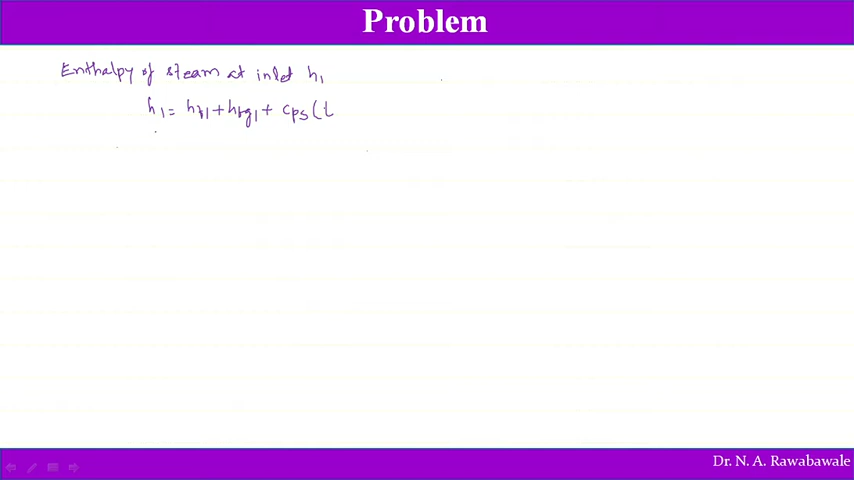 Problem
Enthalpy of steam at inlet h1
h1 = hf1 + hfg1 + Cps(t
Dr. N. A. Rawabawale